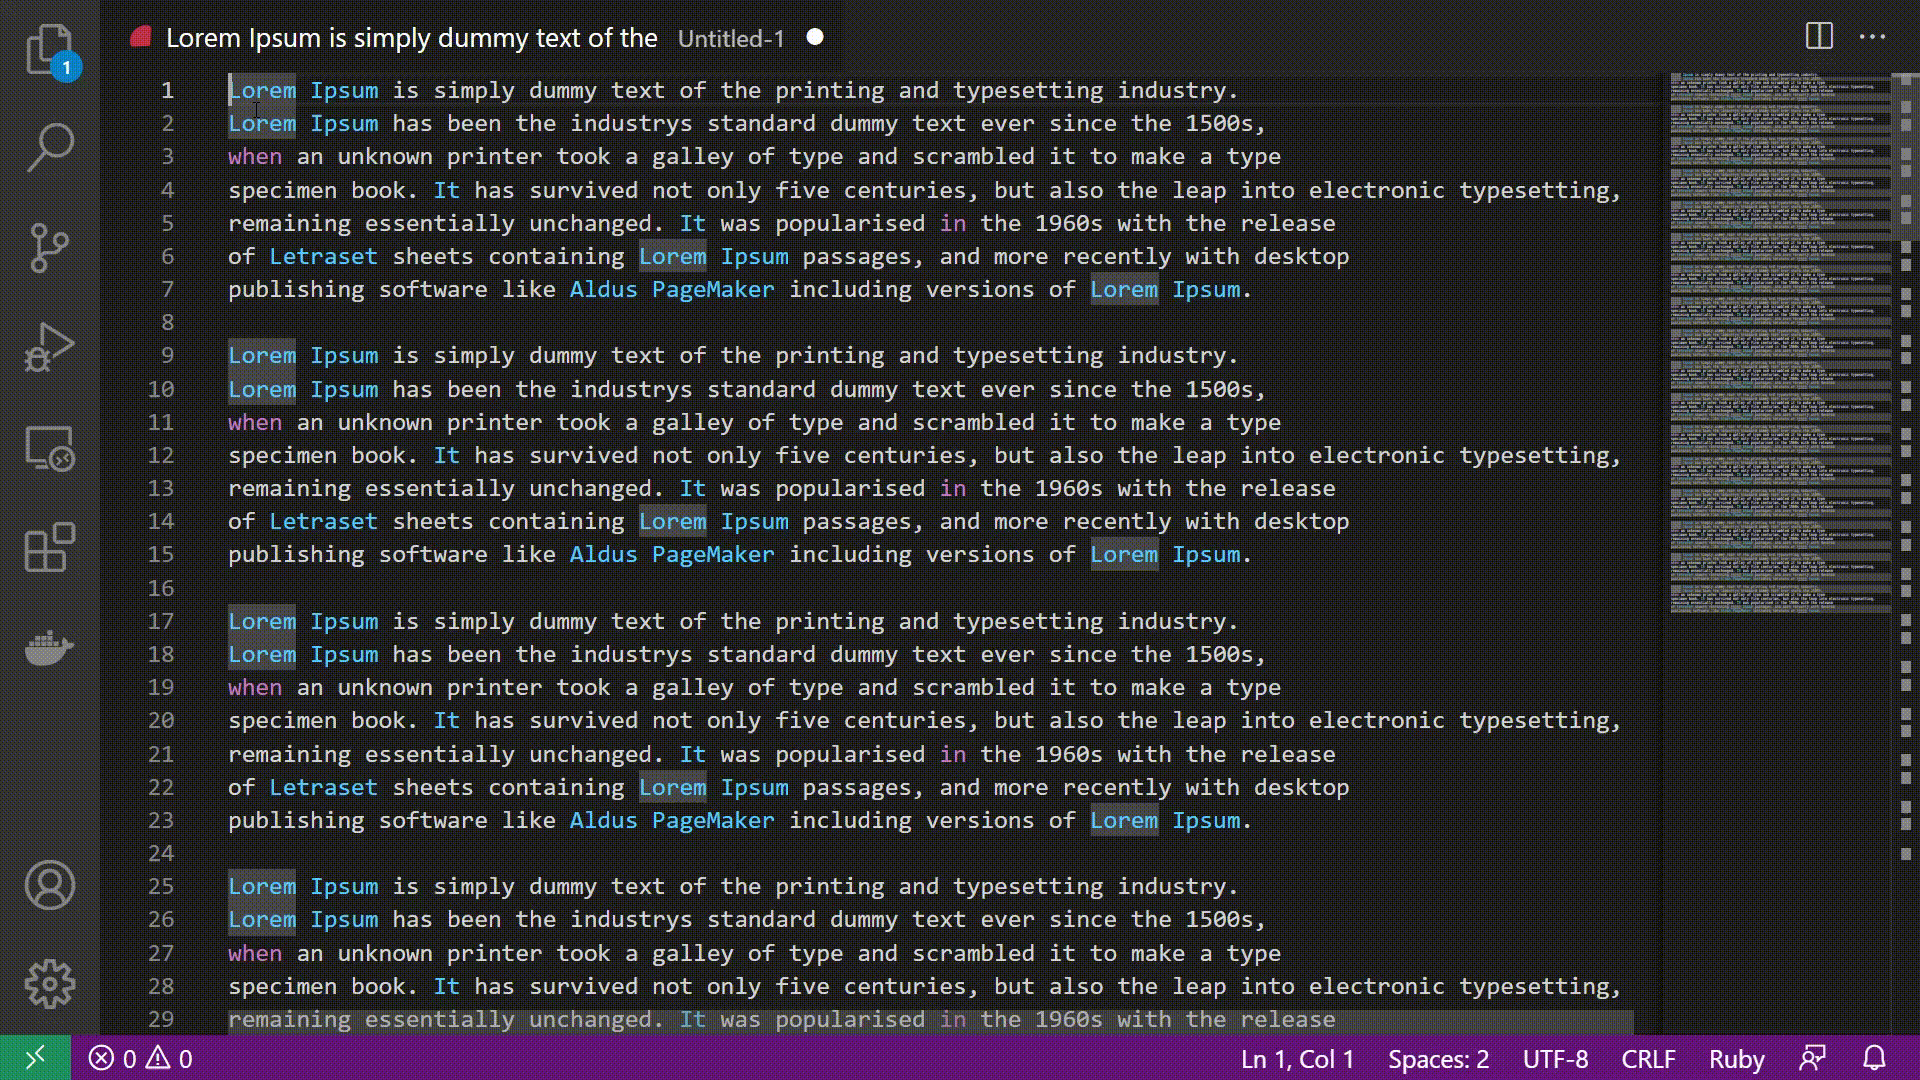 Lorem Ipsum is simply dummy text of the Untitled-1
1
1 Lorem Ipsum is simply dummy text of the printing and typesetting industry.
2 Lorem Ipsum has been the industrys standard dummy text ever since the 1500s,
3 when an unknown printer took a galley of type and scrambled it to make a type
4 specimen book. It has survived not only five centuries, but also the leap into electronic typesetting,
5 remaining essentially unchanged. It was popularised in the 1960s with the release
6 of Letraset sheets containing Lorem Ipsum passages, and more recently with desktop
7 publishing software like Aldus PageMaker including versions of Lorem Ipsum.
8
9 Lorem Ipsum is simply dummy text of the printing and typesetting industry.
10 Lorem Ipsum has been the industrys standard dummy text ever since the 1500s,
11 when an unknown printer took a galley of type and scrambled it to make a type
12 specimen book. It has survived not only five centuries, but also the leap into electronic typesetting,
13 remaining essentially unchanged. It was popularised in the 1960s with the release
14 of Letraset sheets containing Lorem Ipsum passages, and more recently with desktop
15 publishing software like Aldus PageMaker including versions of Lorem Ipsum.
16
17 Lorem Ipsum is simply dummy text of the printing and typesetting industry.
18 Lorem Ipsum has been the industrys standard dummy text ever since the 1500s,
19 when an unknown printer took a galley of type and scrambled it to make a type
20 specimen book. It has survived not only five centuries, but also the leap into electronic typesetting,
21 remaining essentially unchanged. It was popularised in the 1960s with the release
22 of Letraset sheets containing Lorem Ipsum passages, and more recently with desktop
23 publishing software like Aldus PageMaker including versions of Lorem Ipsum.
24
25 Lorem Ipsum is simply dummy text of the printing and typesetting industry.
26 Lorem Ipsum has been the industrys standard dummy text ever since the 1500s,
27 when an unknown printer took a galley of type and scrambled it to make a type
28 specimen book. It has survived not only five centuries, but also the leap into electronic typesetting,
29 remaining essentially unchanged. It was popularised in the 1960s with the release
0 0 Ln 1, Col 1 Spaces: 2 UTF-8 CRLF Ruby